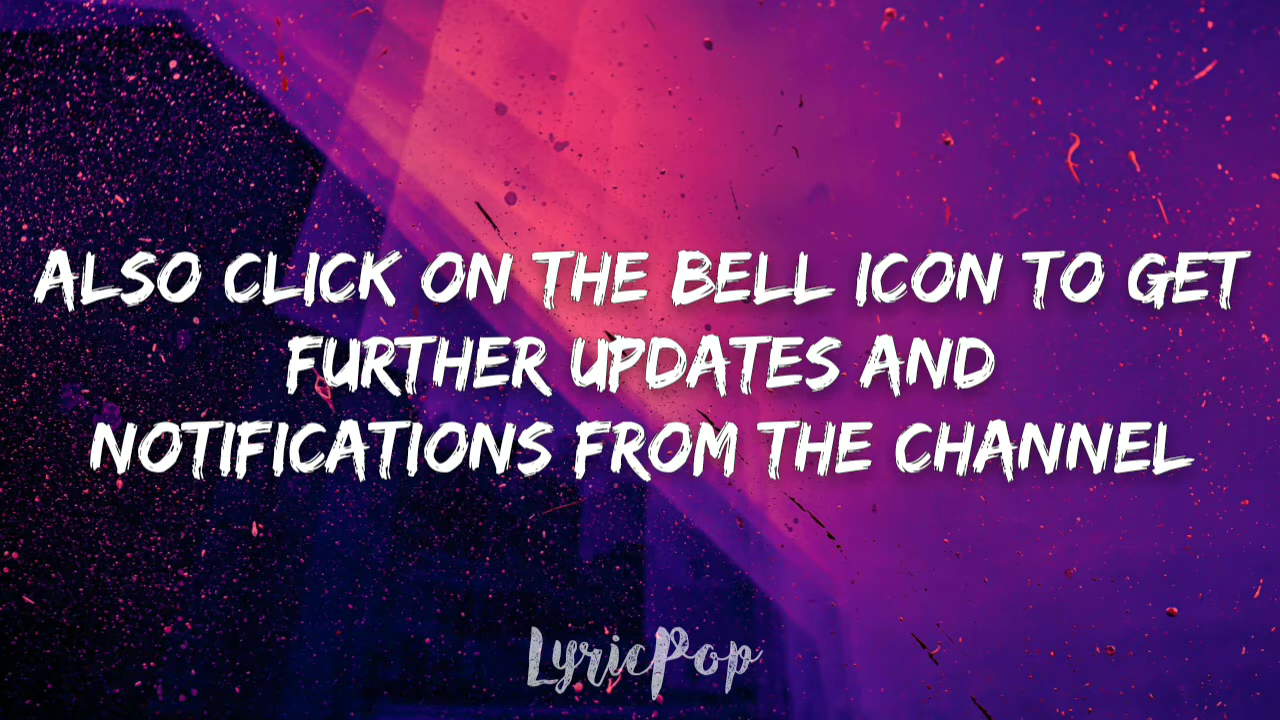 ALSO CLICK ON THE BELL ICON TO GET
FURTHER UPDATES AND
NOTIFICATIONS FROM THE CHANNEL
LyricPop